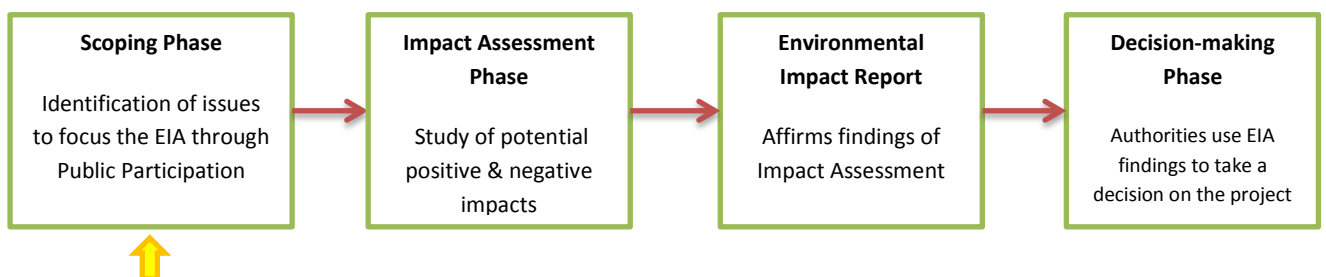 Scoping Phase
Identification of issues
to focus the EIA through
Public Participation
Impact Assessment
Phase
Study of potential
positive & negative
impacts
Environmental
Impact Report
Affirms findings of
Impact Assessment
Decision-making
Phase
Authorities use EIA
findings to take a
decision on the project